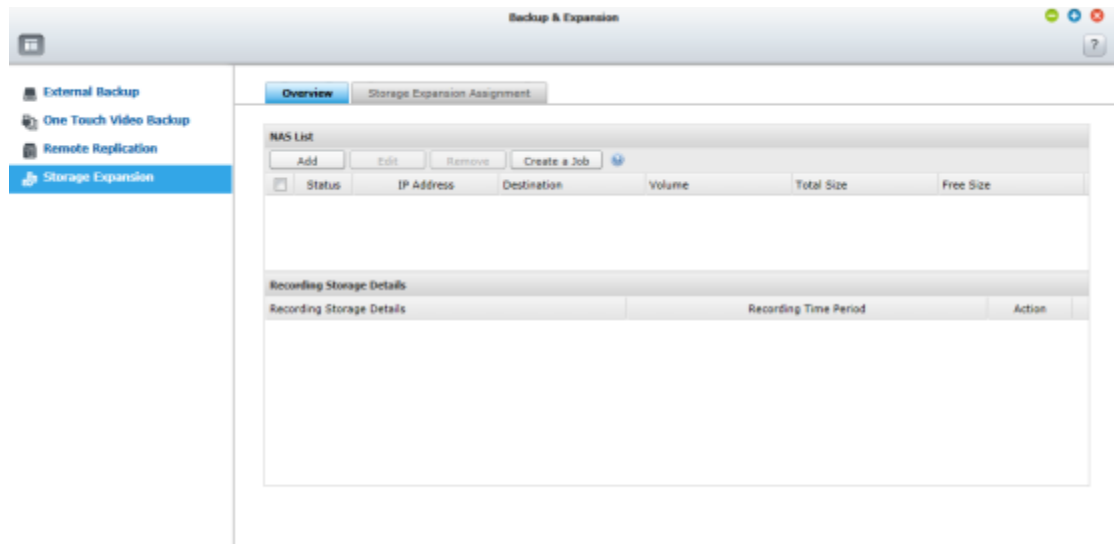 Backup & Expansion
?
External Backup
One Touch Video Backup
Remote Replication
Storage Expansion
Overview Storage Expansion Assignment
NAS List
Add Edit Remove Create a Job
Status IP Address Destination Volume Total Size Free Size
Recording Storage Details
Recording Storage Details Recording Time Period Action